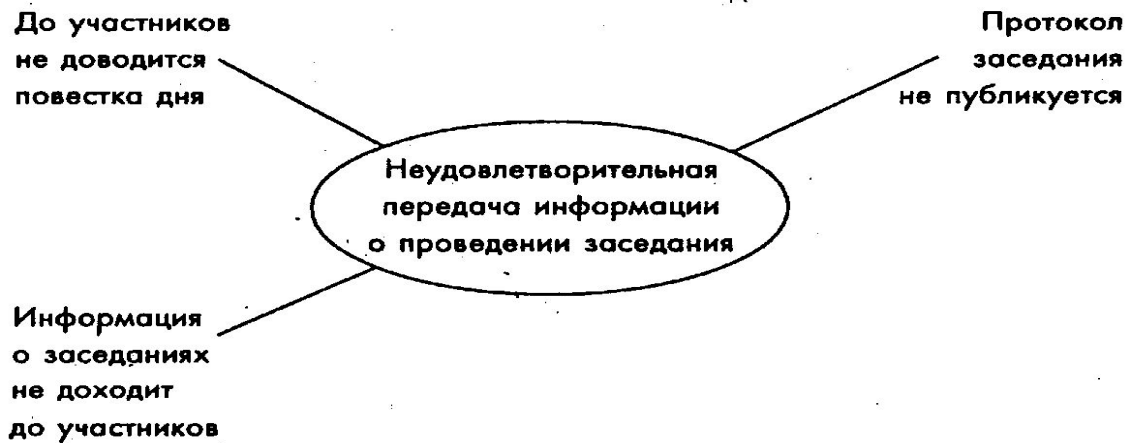 До участников
не доводится
повестка дня
Протокол
заседания
не публикуется
Неудовлетворительная
передача информации
о проведении заседания
Информация
о заседаниях
не доходит
до участников